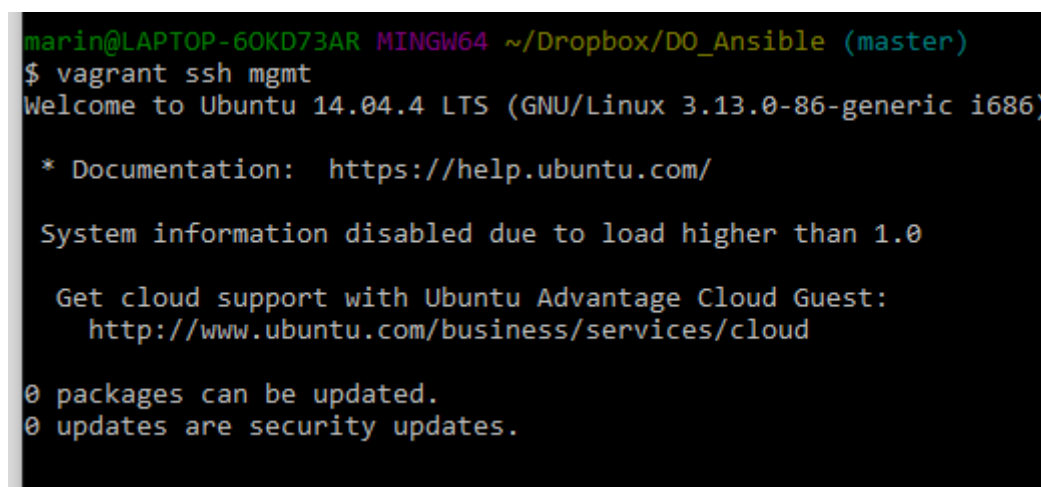 marin@LAPTOP-6OKD73AR MINGW64 ~/Dropbox/DO_Ansible (master)
$ vagrant ssh mgmt
Welcome to Ubuntu 14.04.4 LTS (GNU/Linux 3.13.0-86-generic i686)
* Documentation:  https://help.ubuntu.com/
System information disabled due to load higher than 1.0
Get cloud support with Ubuntu Advantage Cloud Guest:
http://www.ubuntu.com/business/services/cloud
0 packages can be updated.
0 updates are security updates.